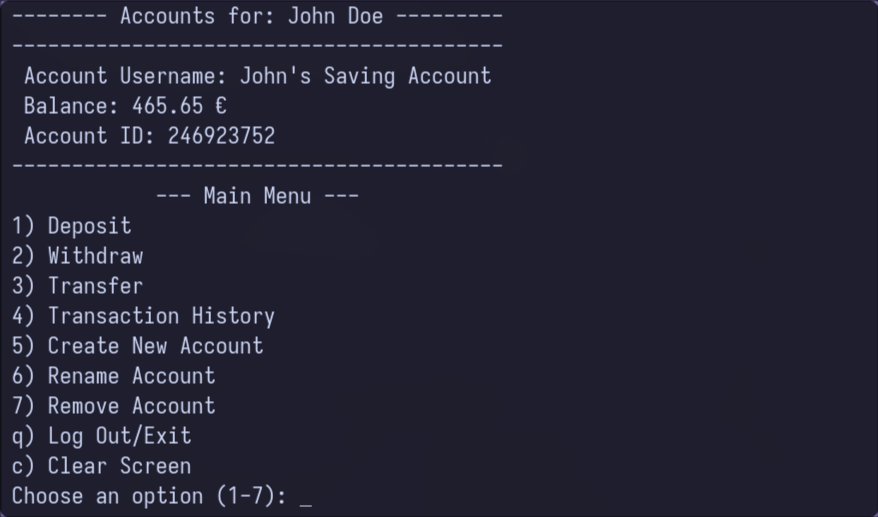 -------- Accounts for: John Doe ---------
-----------------------------------------
 Account Username: John's Saving Account
 Balance: 465.65 €
 Account ID: 246923752
-----------------------------------------
            --- Main Menu ---
1) Deposit
2) Withdraw
3) Transfer
4) Transaction History
5) Create New Account
6) Rename Account
7) Remove Account
q) Log Out/Exit
c) Clear Screen
Choose an option (1-7): _